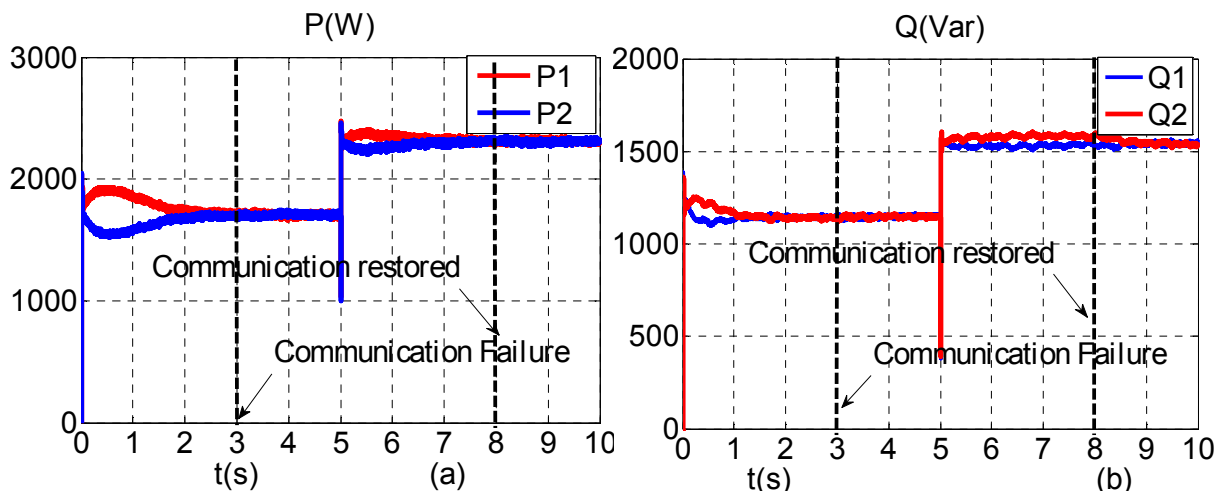 P(W)
3000
2000
1000
0
P1
P2
Communication restored
Communication Failure
0 1 2 3 4 5 6 7 8 9 10
t(s) (a)
Q(Var)
2000
1500
1000
500
0
Q1
Q2
Communication restored
Communication Failure
0 1 2 3 4 5 6 7 8 9 10
t(s) (b)